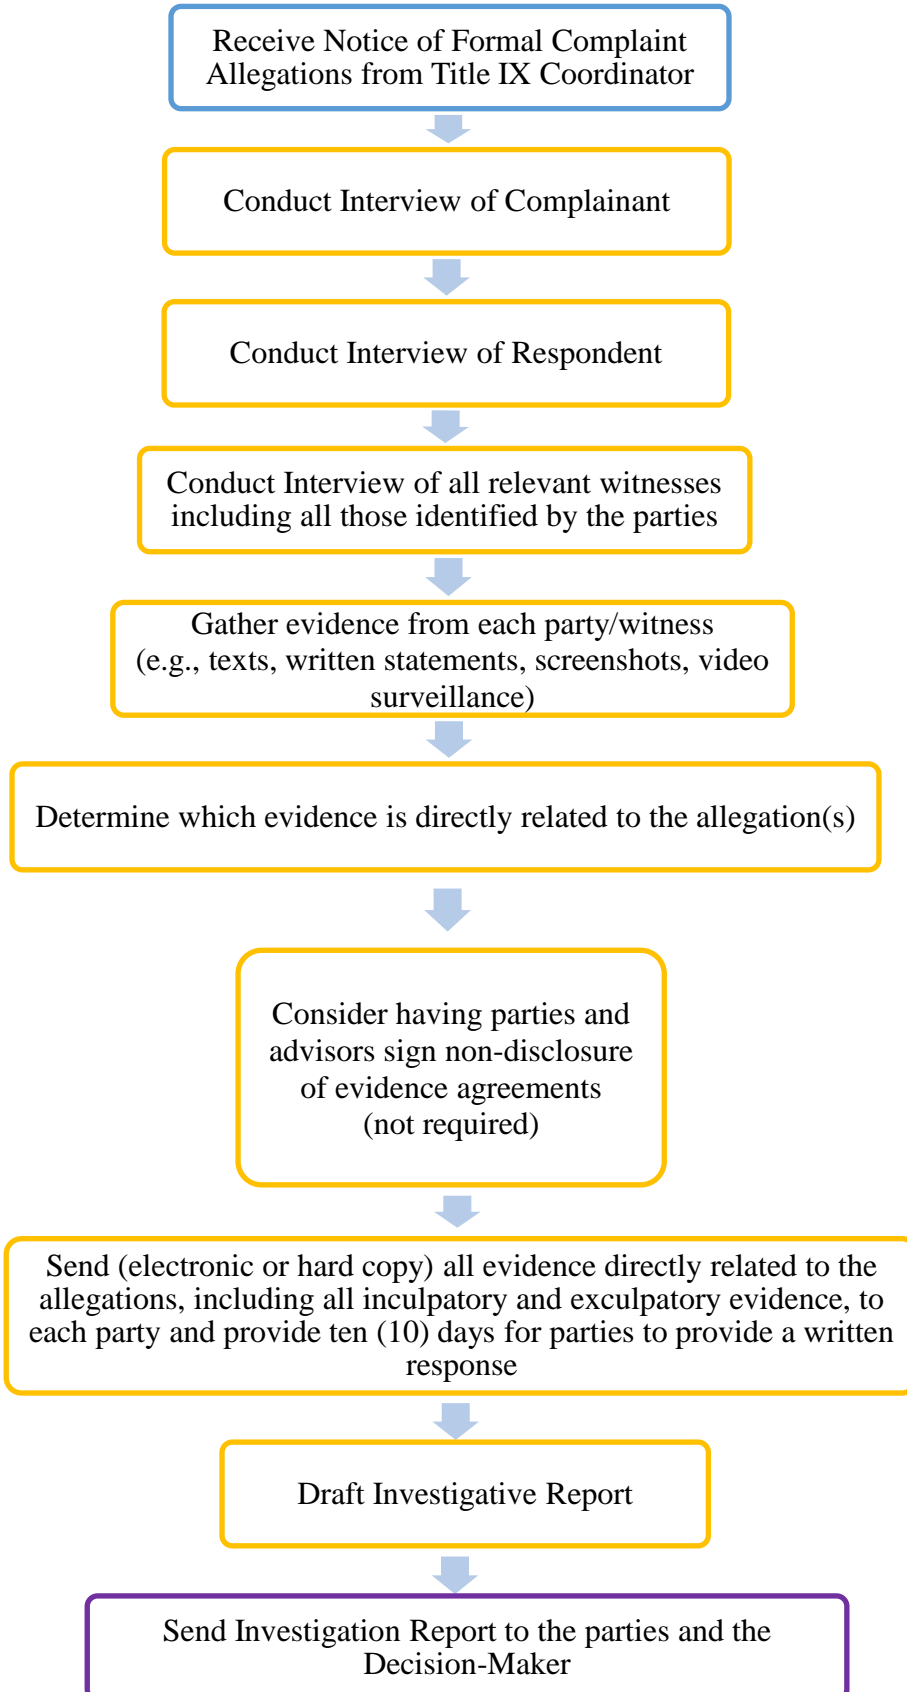 Receive Notice of Formal Complaint
Allegations from Title IX Coordinator
Conduct Interview of Complainant
Conduct Interview of Respondent
Conduct Interview of all relevant witnesses
including all those identified by the parties
Gather evidence from each party/witness
(e.g., texts, written statements, screenshots, video
surveillance)
Determine which evidence is directly related to the allegation(s)
Consider having parties and
advisors sign non-disclosure
of evidence agreements
(not required)
Send (electronic or hard copy) all evidence directly related to the
allegations, including all inculpatory and exculpatory evidence, to
each party and provide ten (10) days for parties to provide a written
response
Draft Investigative Report
Send Investigation Report to the parties and the
Decision-Maker